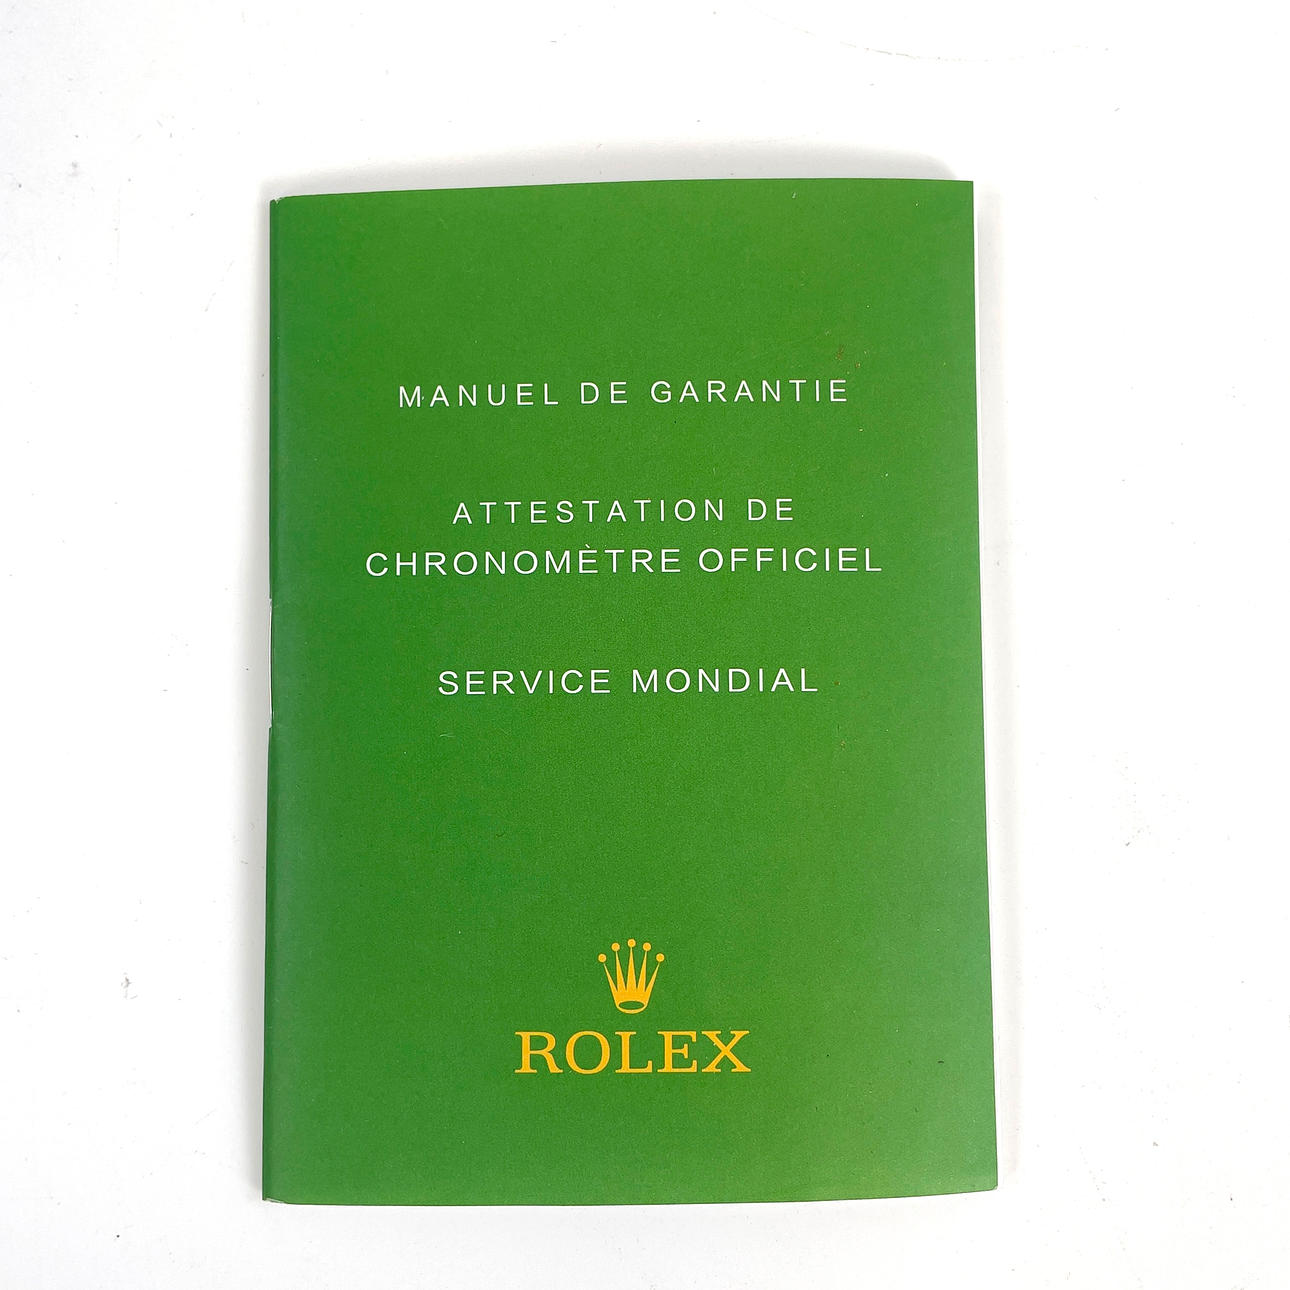 MANUEL DE GARANTIE
ATTESTATION DE
CHRONOMÈTRE OFFICIEL
SERVICE MONDIAL
ROLEX